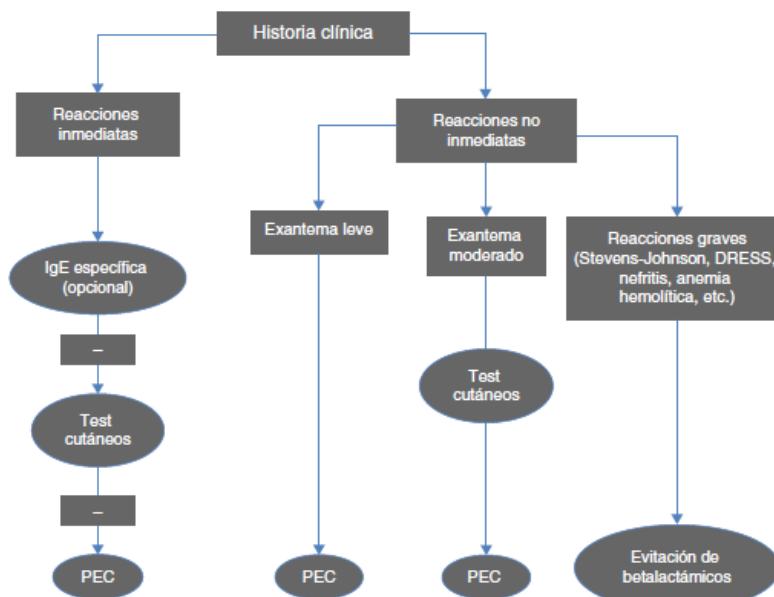 Historia clínica
Reacciones
inmediatas
Reacciones no
inmediatas
Exantema leve
Exantema
moderado
Reacciones graves
(Stevens-Johnson, DRESS,
nefritis, anemia
hemolítica, etc.)
IgE específica
(opcional)
–
Test
cutáneos
Test
cutáneos
–
PEC
PEC
PEC
Evitación de
betalactámicos